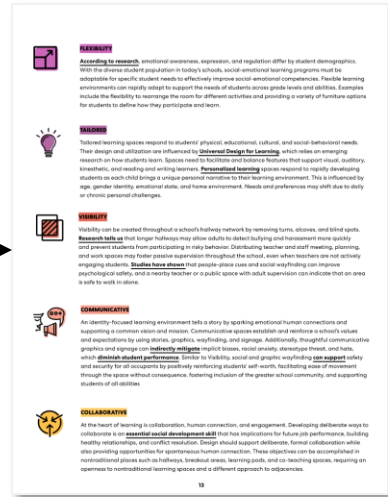 FLEXIBILITY
According to research, emotional awareness, expression, and regulation differ by student demographics.
With the diverse student population in today's schools, social-emotional learning programs must be
adaptable for specific student needs to effectively improve social-emotional competencies. Flexible learning
environments can rapidly adapt to support the needs of students across grade levels and abilities. Examples
include the flexibility to rearrange the room for different activities and providing a variety of furniture options
for students to define how they participate and learn.
TAILORED
Tailored learning spaces respond to students' physical, educational, cultural, and social-behavioral needs.
Their design and utilization are influenced by Universal Design for Learning, which relies on emerging
research on how students learn. Spaces need to facilitate and balance features that support visual, auditory,
kinesthetic, and reading and writing learners. Personalized learning spaces respond to rapidly developing
students as each child brings a unique personal narrative to their learning environment. This is influenced by
age, gender identity, emotional state, and home environment. Needs and preferences may shift due to daily
or chronic personal challenges.
VISIBILITY
Visibility can be created throughout a school's hallway network by removing turns, alcoves, and blind spots.
Research tells us that longer hallways may allow adults to detect bullying and harassment more quickly
and prevent students from participating in risky behavior. Distributing teacher and staff meeting, planning,
and work spaces may foster passive supervision throughout the school, even when teachers are not actively
engaging students. Studies have shown that people-place cues and social wayfinding can improve
psychological safety, and a nearby teacher or a public space with adult supervision can indicate that an area
is safe to walk in alone.
COMMUNICATIVE
An identity-focused learning environment tells a story by sparking emotional human connections and
supporting a common vision and mission. Communicative spaces establish and reinforce a school's values
and expectations by using stories, graphics, wayfinding, and signage. Additionally, thoughtful communicative
graphics and signage can indirectly mitigate implicit biases, racial anxiety, stereotype threat, and hate,
which diminish student performance. Similar to Visibility, social and graphic wayfinding can support safety
and security for all occupants by positively reinforcing students' self-worth, facilitating ease of movement
through the space without consequence, fostering inclusion of the greater school community, and supporting
students of all abilities
COLLABORATIVE
At the heart of learning is collaboration, human connection, and engagement. Developing deliberate ways to
collaborate is an essential social development skill that has implications for future job performance, building
healthy relationships, and conflict resolution. Design should support deliberate, formal collaboration while
also providing opportunities for spontaneous human connection. These objectives can be accomplished in
nontraditional places such as hallways, breakout areas, learning pods, and co-teaching spaces, requiring an
openness to nontraditional learning spaces and a different approach to adjacencies.